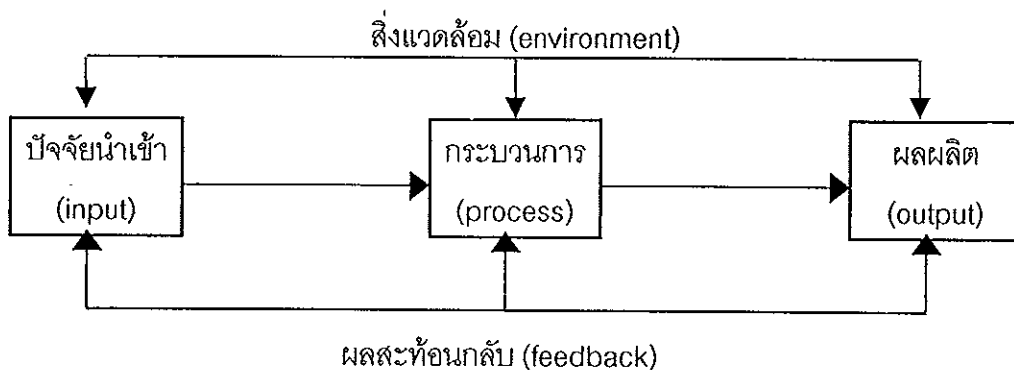 สิ่งแวดล้อม (environment)
ปัจจัยนำเข้า
(input)
กระบวนการ
(process)
ผลผลิต
(output)
ผลสะท้อนกลับ (feedback)